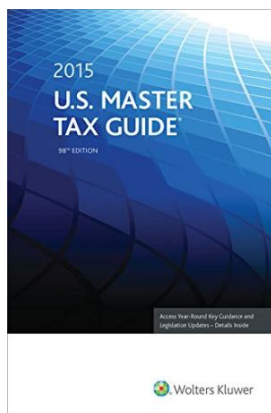 2015
U.S. MASTER
TAX GUIDE®
98TH EDITION
Access Year-Round Key Guidance and
Legislation Updates – Details Inside
Wolters Kluwer